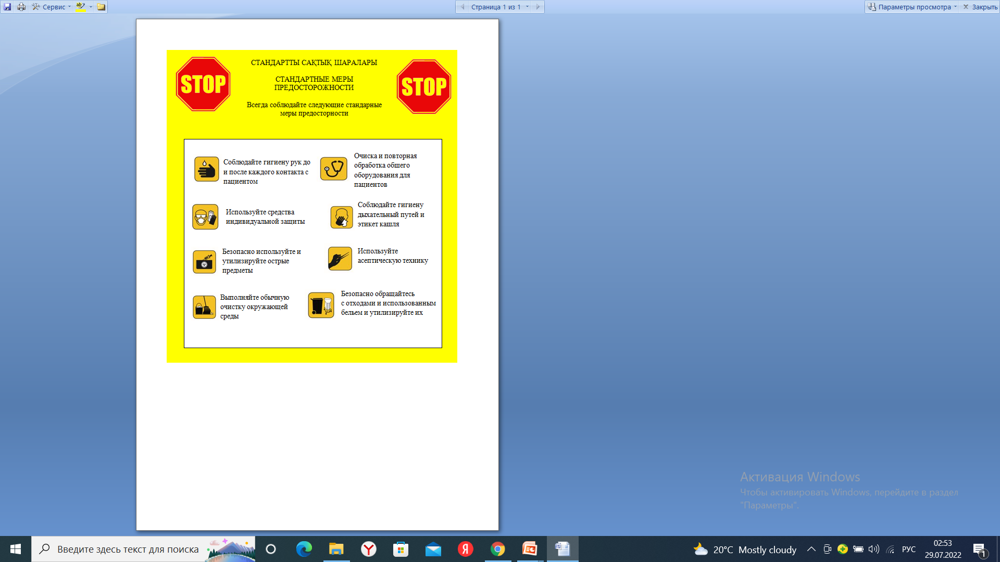 Сервис
Страница 1 из 1
Параметры просмотра
Закрыть
STOP
СТАНДАРТТЫ САҚТЫҚ ШАРАЛАРЫ
СТАНДАРТНЫЕ МЕРЫ
ПРЕДОСТОРОЖНОСТИ
Всегда соблюдайте следующие стандарные
меры предосторности
STOP
Соблюдайте гигиену рук до
и после каждого контакта с
пациентом
Очиска и повторная
обработка обшего
оборудования для
пациентов
Используйте средства
индивидуальной защиты
Соблюдайте гигиену
дыхательный путей и
этикет кашля
Безопасно используйте и
утилизируйте острые
предметы
Используйте
асептическую технику
Выполняйте обычную
очистку окружающей
среды
Безопасно обращайтесь
с отходами и использованным
бельем и утилизируйте их
Активация Windows
Чтобы активировать Windows, перейдите в раздел
"Параметры".
Введите здесь текст для поиска
20°C Mostly cloudy
РУС
02:53
29.07.2022
1